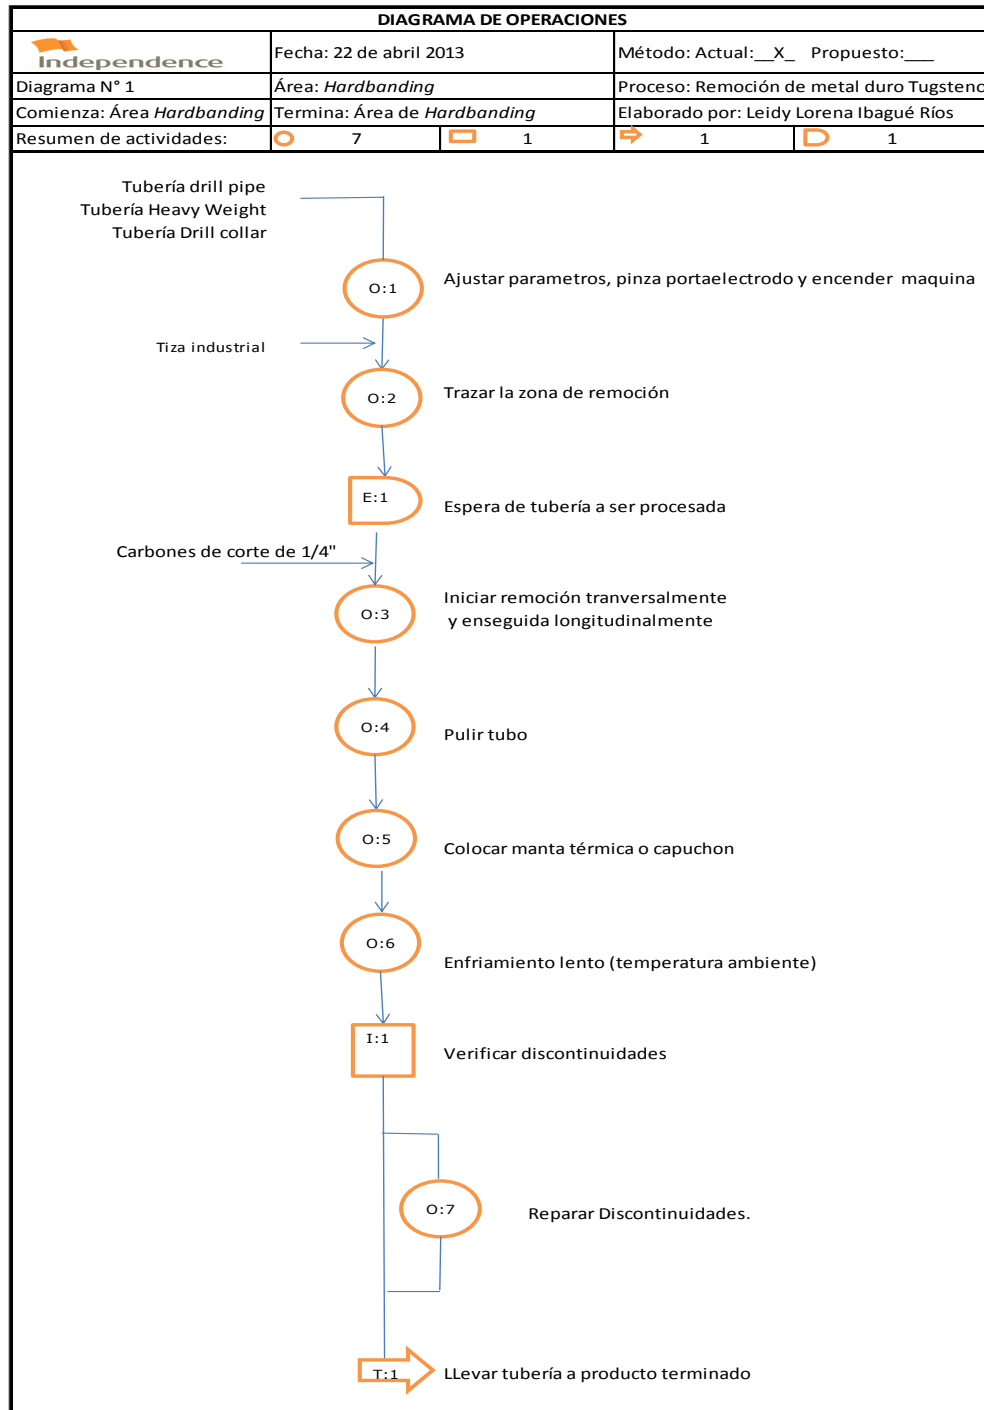 DIAGRAMA DE OPERACIONES
Independence
Fecha: 22 de abril 2013
Método: Actual:__X_ Propuesto:___
Diagrama N° 1
Área: Hardbanding
Proceso: Remoción de metal duro Tugsteno
Comienza: Área Hardbanding
Termina: Área de Hardbanding
Elaborado por: Leidy Lorena Ibagué Ríos
Resumen de actividades:
7
1
1
1
Tubería drill pipe
Tubería Heavy Weight
Tubería Drill collar
O:1
Ajustar parametros, pinza portaelectrodo y encender maquina
Tiza industrial
O:2
Trazar la zona de remoción
E:1
Espera de tubería a ser procesada
Carbones de corte de 1/4"
O:3
Iniciar remoción tranversalmente
y enseguida longitudinalmente
O:4
Pulir tubo
O:5
Colocar manta térmica o capuchon
O:6
Enfriamiento lento (temperatura ambiente)
I:1
Verificar discontinuidades
O:7
Reparar Discontinuidades.
T:1
LLevar tubería a producto terminado